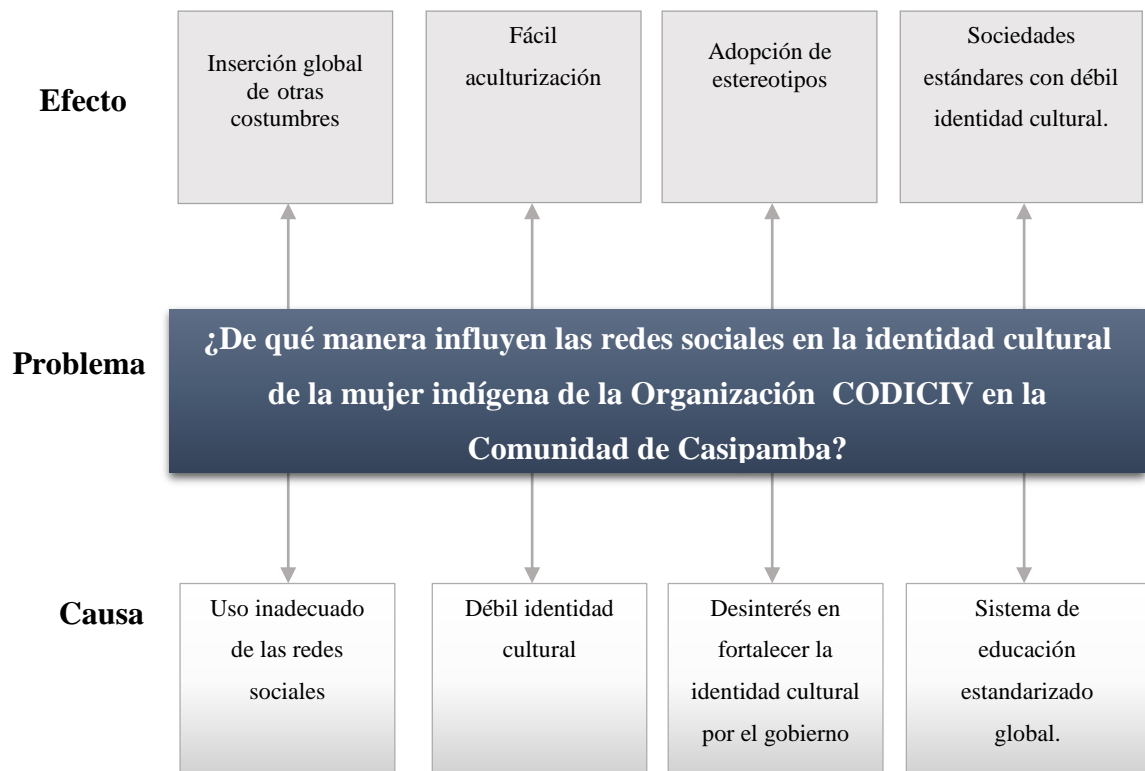 Efecto
Inserción global
de otras
costumbres
Fácil
aculturización
Adopción de
estereotipos
Sociedades
estándares con débil
identidad cultural.
Problema
¿De qué manera influyen las redes sociales en la identidad cultural
de la mujer indígena de la Organización CODICIV en la
Comunidad de Casipamba?
Causa
Uso inadecuado
de las redes
sociales
Débil identidad
cultural
Desinterés en
fortalecer la
identidad cultural
por el gobierno
Sistema de
educación
estandarizado
global.